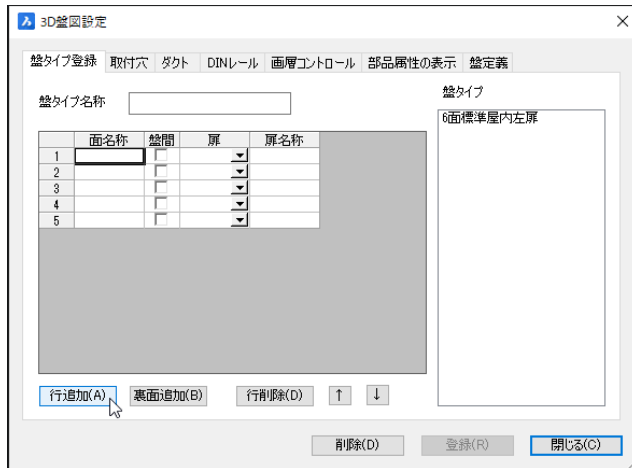 3D盤図設定
盤タイプ登録 取付穴 ダクト DINレール 画層コントロール 部品属性の表示 盤定義
盤タイプ名称
盤タイプ
6面標準屋内左扉
面名称 盤間 扉 扉名称
1
2
3
4
5
行追加(A) 裏面追加(B) 行削除(D) ↑ ↓
削除(D) 登録(R) 閉じる(C)